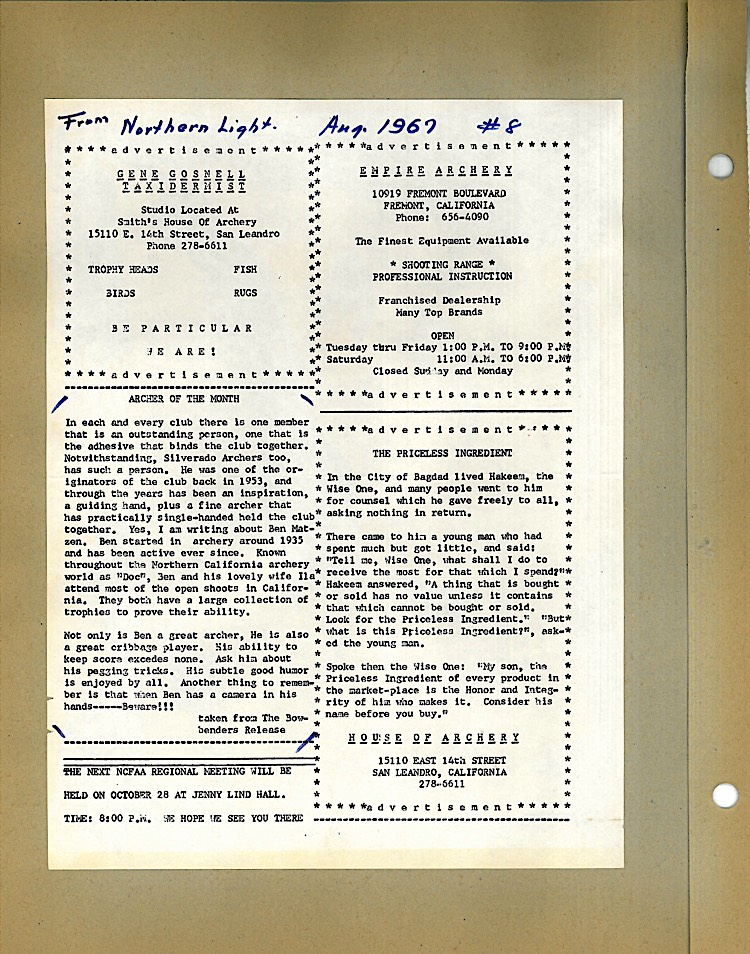 From Northern Light. Aug. 1967 #8
* * * * a d v e r t i s e m e n t * * * * *
GENE GOSNELL
TAXIDERMIST
Studio Located At
Smith's House Of Archery
15110 E. 14th Street, San Leandro
Phone 278-6611
TROPHY HEADS FISH
BIRDS RUGS
B E P A R T I C U L A R
W E A R E !
* * * * a d v e r t i s e m e n t * * * * *
ARCHER OF THE MONTH
In each and every club there is one member
that is an outstanding person, one that is
the adhesive that binds the club together.
Notwithstanding, Silverado Archers too,
has such a person. He was one of the or-
iginators of the club back in 1953, and
through the years has been an inspiration,
a guiding hand, plus a fine archer that
has practically single-handed held the club
together. Yes, I am writing about Ben Mat-
zen. Ben started in archery around 1935
and has been active ever since. Known
throughout the Northern California archery
world as "Doc", Ben and his lovely wife Ila
attend most of the open shoots in Califor-
nia. They both have a large collection of
trophies to prove their ability.
Not only is Ben a great archer, He is also
a great cribbage player. His ability to
keep score excedes none. Ask him about
his pegging tricks. His subtle good humor
is enjoyed by all. Another thing to remem-
ber is that when Ben has a camera in his
hands-----Beware!!!
taken from The Bow-
benders Release
THE NEXT NCFAA REGIONAL MEETING WILL BE
HELD ON OCTOBER 28 AT JENNY LIND HALL.
TIME: 8:00 P.M. WE HOPE WE SEE YOU THERE
* * * * *a d v e r t i s e m e n t * * * * *
EMPIRE ARCHERY
10919 FREMONT BOULEVARD
FREMONT, CALIFORNIA
Phone: 656-4090
The Finest Equipment Available
* SHOOTING RANGE *
PROFESSIONAL INSTRUCTION
Franchised Dealership
Many Top Brands
OPEN
Tuesday thru Friday 1:00 P.M. TO 9:00 P.M.
Saturday 11:00 A.M. TO 6:00 P.M.
Closed Sunday and Monday
* * * * *a d v e r t i s e m e n t * * * * *
* * * * *a d v e r t i s e m e n t * * * * *
THE PRICELESS INGREDIENT
In the City of Bagdad lived Hakeem, the
Wise One, and many people went to him
for counsel which he gave freely to all,
asking nothing in return.
There came to him a young man who had
spent much but got little, and said:
"Tell me, Wise One, what shall I do to
receive the most for that which I spend?"
Hakeem answered, "A thing that is bought
or sold has no value unless it contains
that which cannot be bought or sold.
Look for the Priceless Ingredient." "But
what is this Priceless Ingredient?", ask-
ed the young man.
Spoke then the Wise One: "My son, the
Priceless Ingredient of every product in
the market-place is the Honor and Integ-
rity of him who makes it. Consider his
name before you buy."
HOUSE OF ARCHERY
15110 EAST 14th STREET
SAN LEANDRO, CALIFORNIA
278-6611
* * * * *a d v e r t i s e m e n t * * * * *